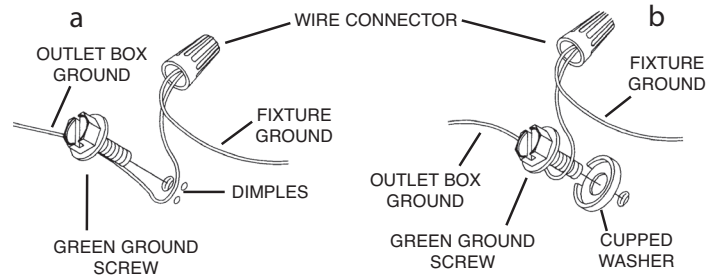 a
WIRE CONNECTOR
b
OUTLET BOX
GROUND
FIXTURE
GROUND
DIMPLES
GREEN GROUND
SCREW
FIXTURE
GROUND
OUTLET BOX
GROUND
GREEN GROUND
SCREW
CUPPED
WASHER